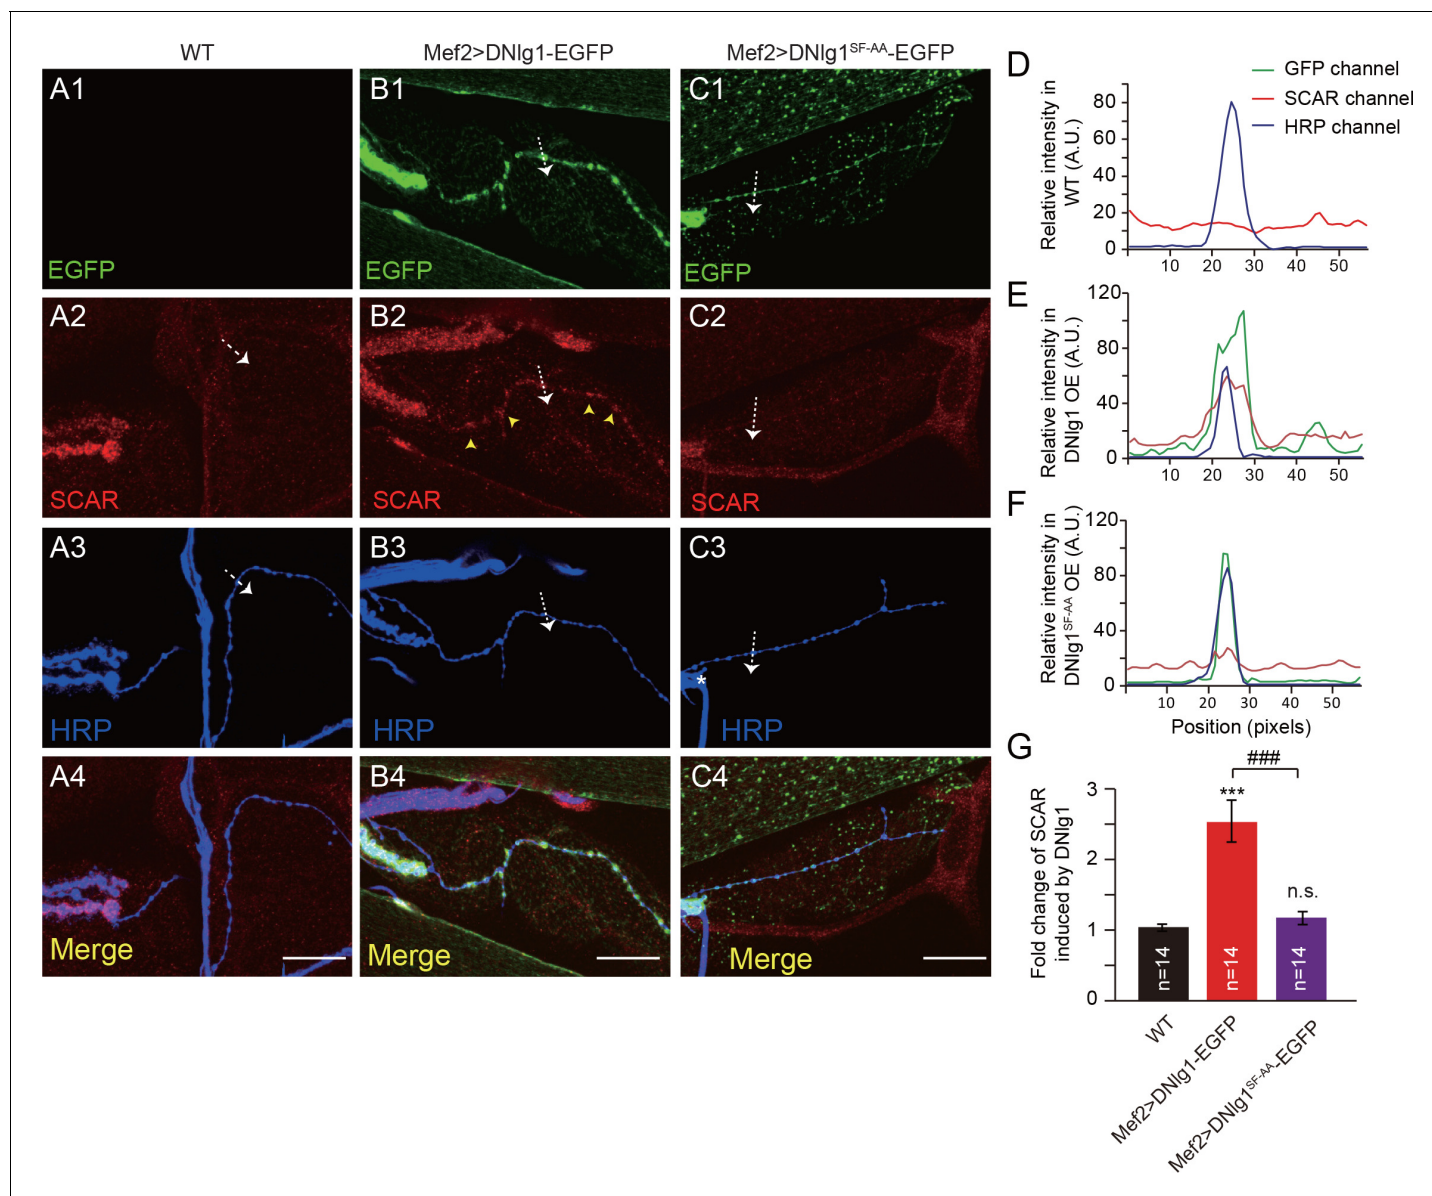 WT
Mef2>DNlg1-EGFP
Mef2>DNlg1SF-AA-EGFP
A1
EGFP
B1
EGFP
C1
EGFP
A2
SCAR
B2
SCAR
C2
SCAR
A3
HRP
B3
HRP
C3
*
HRP
A4
Merge
B4
Merge
C4
Merge
D
GFP channel
SCAR channel
HRP channel
Relative intensity in
WT (A.U.)
80
60
40
20
0
10 20 30 40 50
E
Relative intensity in
DNlg1 OE (A.U.)
120
80
40
0
10 20 30 40 50
F
Relative intensity in
DNlg1SF-AA OE (A.U.)
120
80
40
0
10 20 30 40 50
Position (pixels)
G
Fold change of SCAR
induced by DNlg1
3
2
1
0
###
***
n.s.
n=14
n=14
n=14
WT
Mef2>DNlg1-EGFP
Mef2>DNlg1SF-AA-EGFP